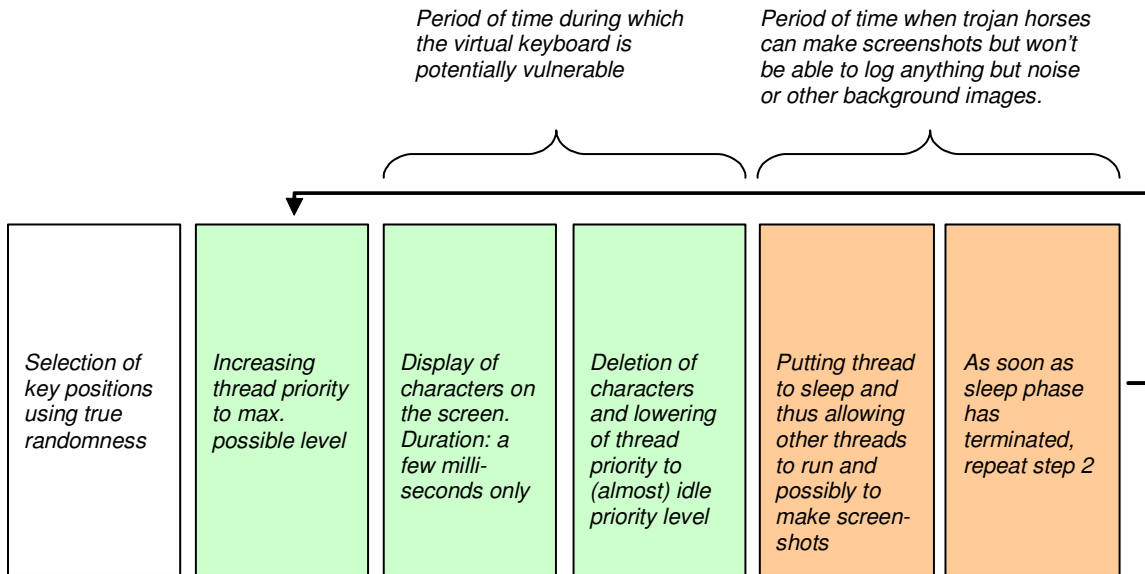 Period of time during which
the virtual keyboard is
potentially vulnerable
Period of time when trojan horses
can make screenshots but won't
be able to log anything but noise
or other background images.
Selection of
key positions
using true
randomness
Increasing
thread priority
to max.
possible level
Display of
characters on
the screen.
Duration: a
few milli-
seconds only
Deletion of
characters
and lowering
of thread
priority to
(almost) idle
priority level
Putting thread
to sleep and
thus allowing
other threads
to run and
possibly to
make screen-
shots
As soon as
sleep phase
has
terminated,
repeat step 2